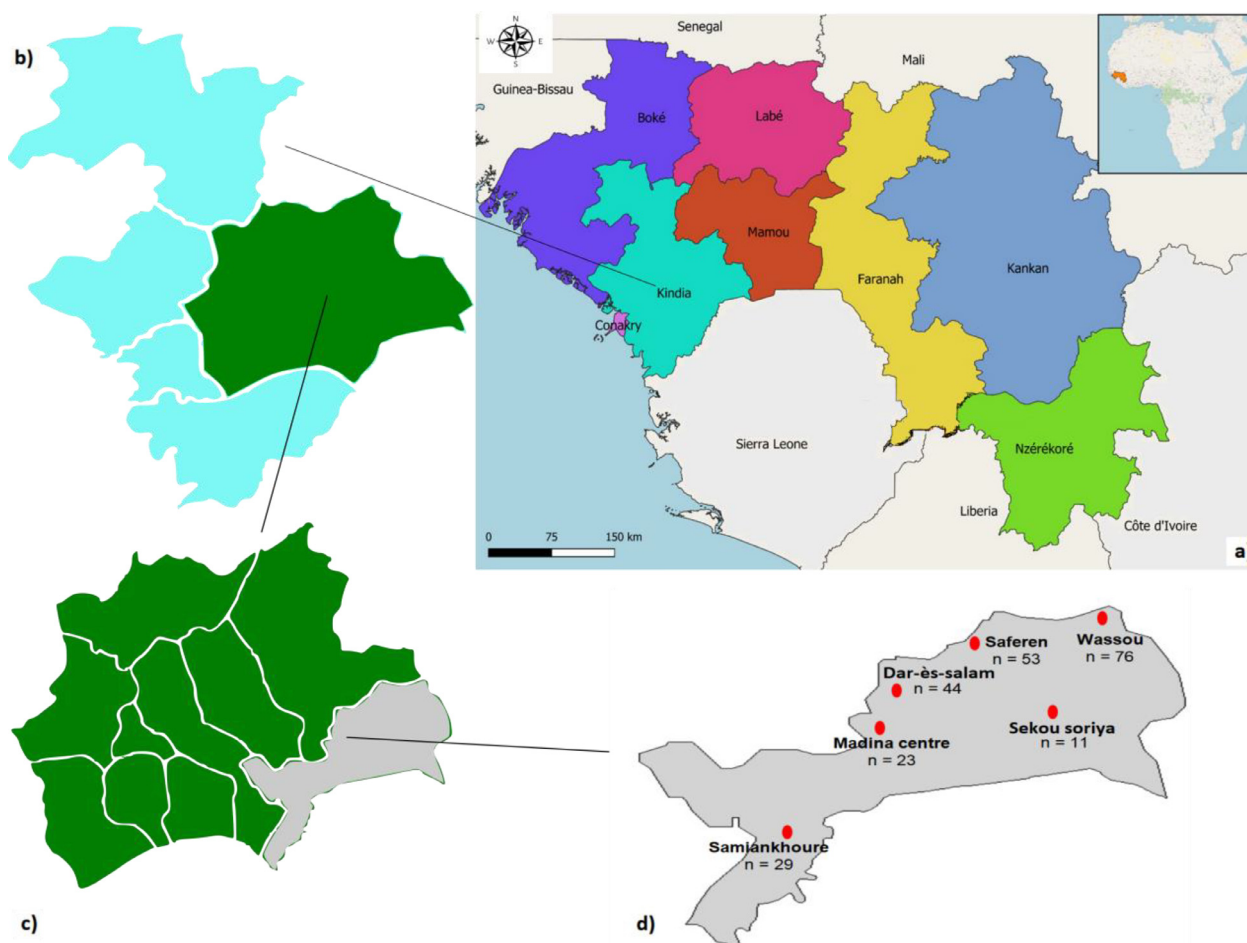 b)
N
W E
S
Senegal
Mali
Guinea-Bissau
Boké
Labé
Mamou
Kindia
Conakry
Faranah
Kankan
Sierra Leone
Nzérékoré
Liberia
Côte d'Ivoire
0 75 150 km
a
c)
Saferen
n = 53
Wassou
n = 76
Dar-ès-salam
n = 44
Madina centre
n = 23
Sekou soriya
n = 11
Samiankhoure
n = 29
d)